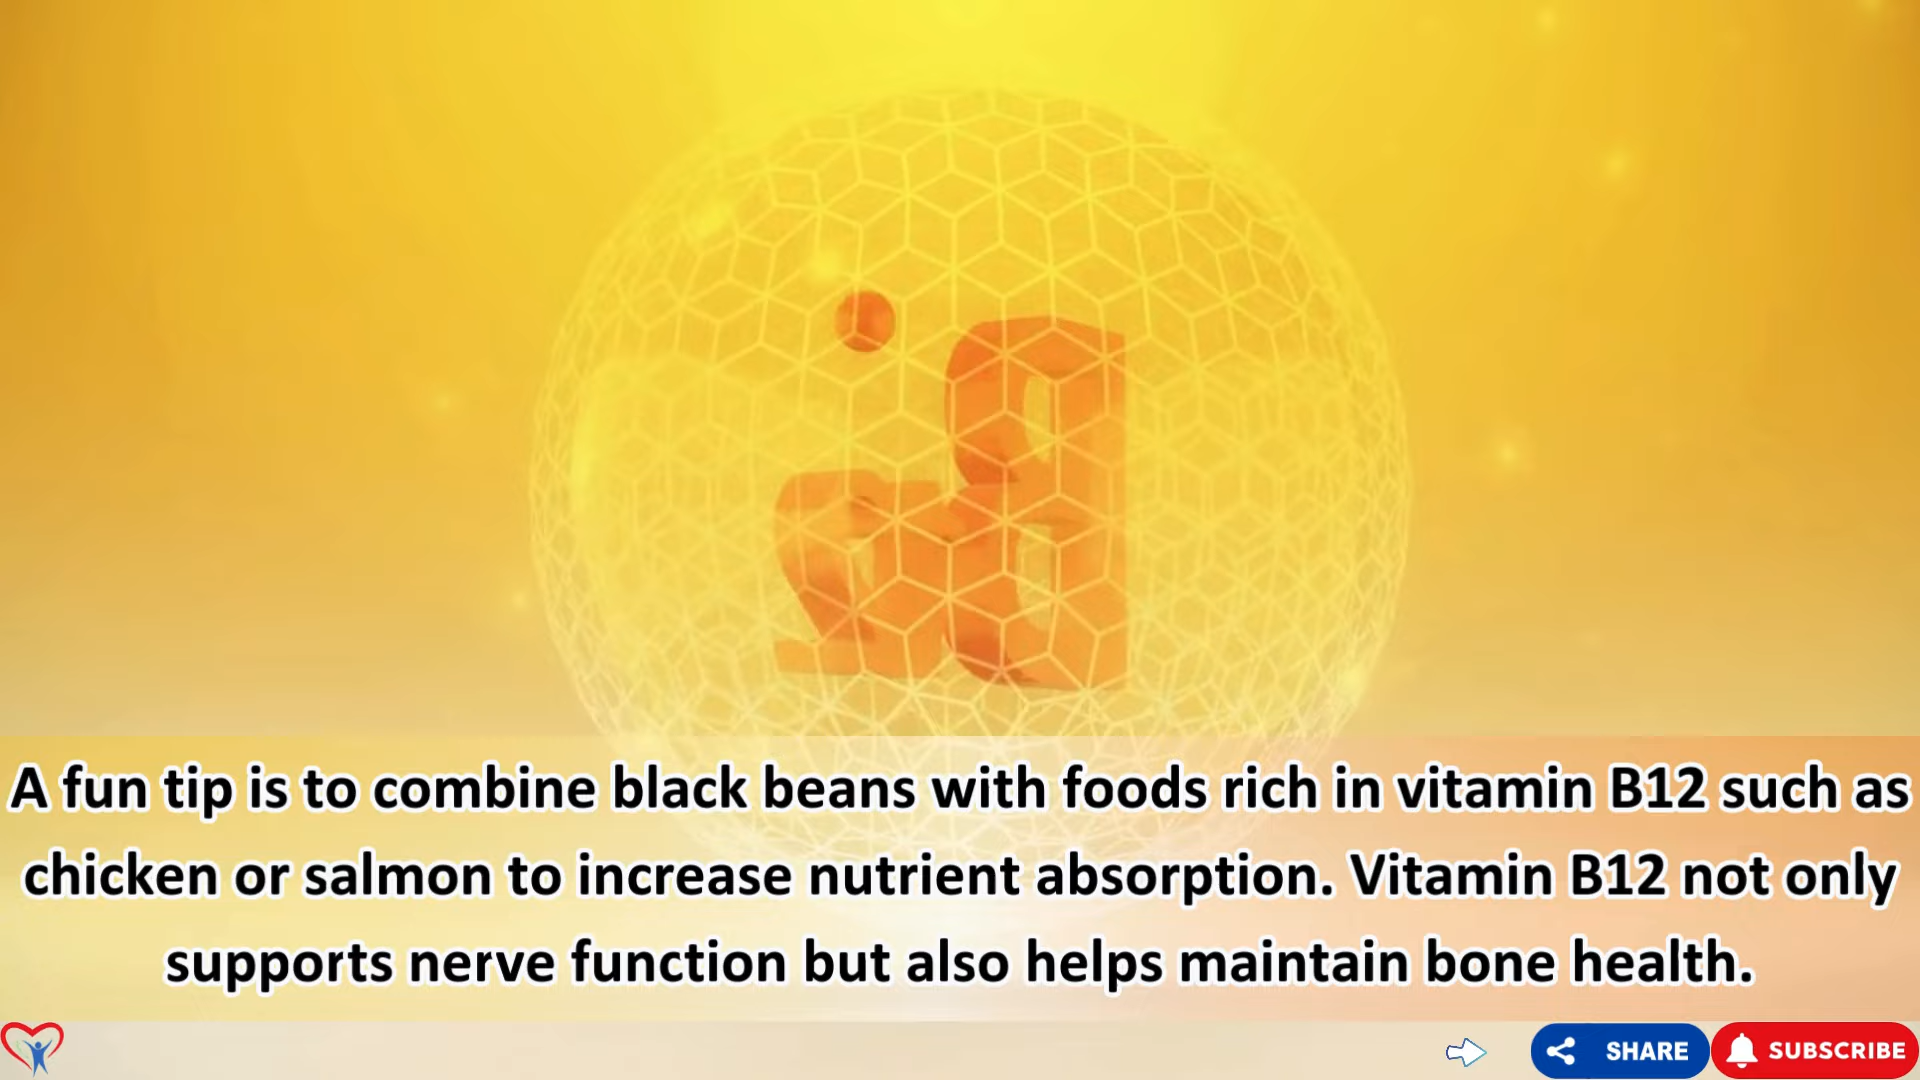 A fun tip is to combine black beans with foods rich in vitamin B12 such as
chicken or salmon to increase nutrient absorption. Vitamin B12 not only
supports nerve function but also helps maintain bone health.
SHARE
SUBSCRIBE